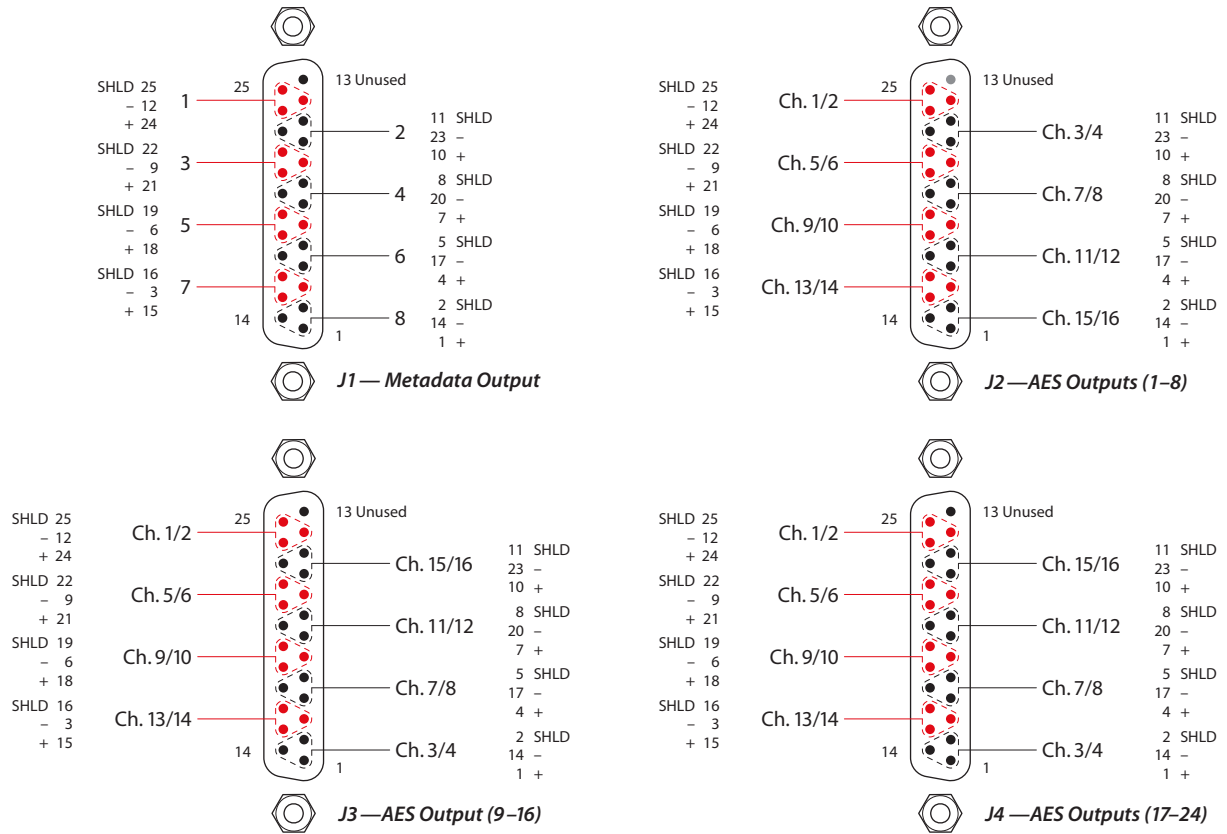 SHLD 25
– 12
+ 24
SHLD 22
– 9
+ 21
SHLD 19
– 6
+ 18
SHLD 16
– 3
+ 15
1
3
5
7
25
14
13 Unused
2
4
6
8
1
11 SHLD
23 –
10 +
8 SHLD
20 –
7 +
5 SHLD
17 –
4 +
2 SHLD
14 –
1 +
J1 — Metadata Output
SHLD 25
– 12
+ 24
SHLD 22
– 9
+ 21
SHLD 19
– 6
+ 18
SHLD 16
– 3
+ 15
Ch. 1/2
Ch. 5/6
Ch. 9/10
Ch. 13/14
25
14
13 Unused
Ch. 3/4
Ch. 7/8
Ch. 11/12
Ch. 15/16
1
11 SHLD
23 –
10 +
8 SHLD
20 –
7 +
5 SHLD
17 –
4 +
2 SHLD
14 –
1 +
J2 —AES Outputs (1–8)
SHLD 25
– 12
+ 24
SHLD 22
– 9
+ 21
SHLD 19
– 6
+ 18
SHLD 16
– 3
+ 15
Ch. 1/2
Ch. 5/6
Ch. 9/10
Ch. 13/14
25
14
13 Unused
Ch. 15/16
Ch. 11/12
Ch. 7/8
Ch. 3/4
1
11 SHLD
23 –
10 +
8 SHLD
20 –
7 +
5 SHLD
17 –
4 +
2 SHLD
14 –
1 +
J3 —AES Output (9–16)
SHLD 25
– 12
+ 24
SHLD 22
– 9
+ 21
SHLD 19
– 6
+ 18
SHLD 16
– 3
+ 15
Ch. 1/2
Ch. 5/6
Ch. 9/10
Ch. 13/14
25
14
13 Unused
Ch. 15/16
Ch. 11/12
Ch. 7/8
Ch. 3/4
1
11 SHLD
23 –
10 +
8 SHLD
20 –
7 +
5 SHLD
17 –
4 +
2 SHLD
14 –
1 +
J4 —AES Outputs (17–24)